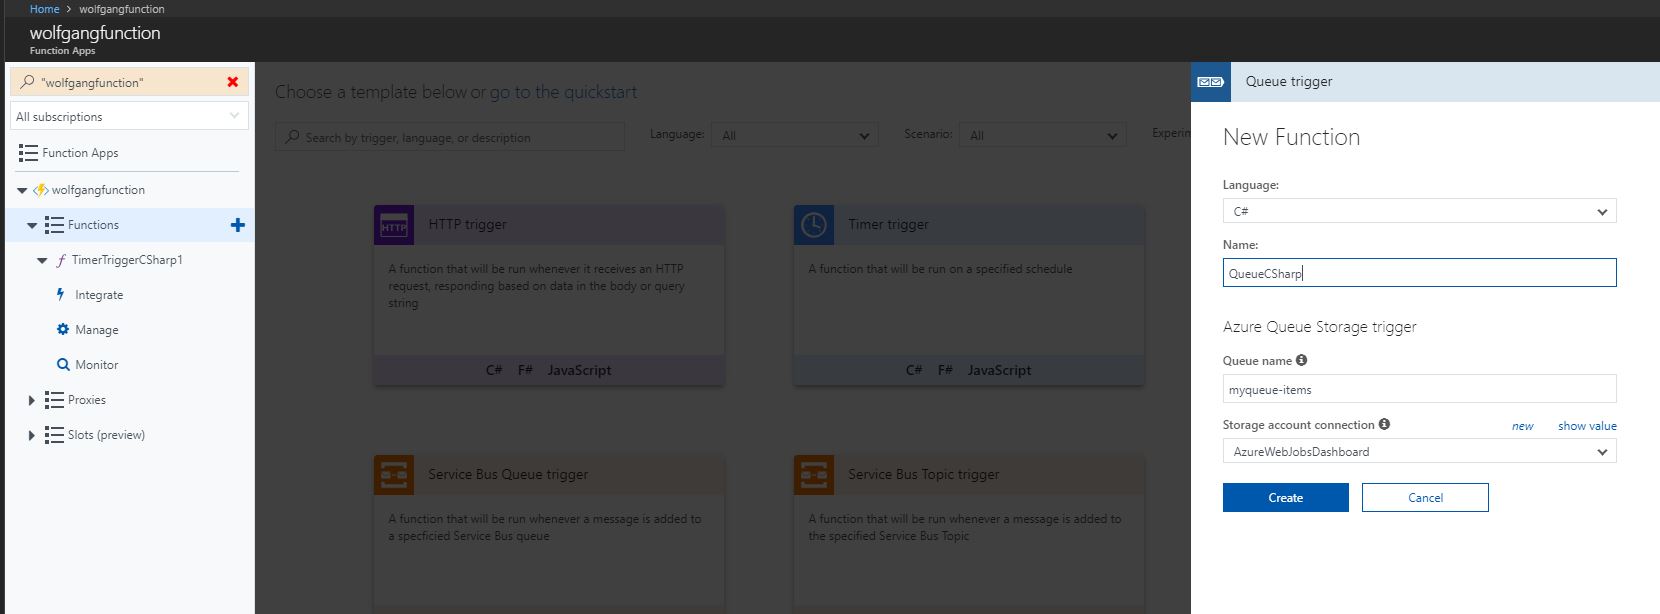 Home > wolfgangfunction
wolfgangfunction
Function Apps
"wolfgangfunction"
All subscriptions
Function Apps
wolfgangfunction
Functions
TimerTriggerCSharp1
Integrate
Manage
Monitor
Proxies
Slots (preview)
Choose a template below or go to the quickstart
Search by trigger, language, or description
Language: All
Scenario: All
Experim
HTTP
HTTP trigger
A function that will be run whenever it receives an HTTP
request, responding based on data in the body or query
string
C# F# JavaScript
Timer trigger
A function that will be run on a specified schedule
C# F# JavaScript
Service Bus Queue trigger
A function that will be run whenever a message is added to
a specficied Service Bus queue
Service Bus Topic trigger
A function that will be run whenever a message is added to
the specified Service Bus Topic
Queue trigger
New Function
Language:
C#
Name:
QueueCSharp
Azure Queue Storage trigger
Queue name
myqueue-items
Storage account connection new show value
AzureWebJobsDashboard
Create Cancel